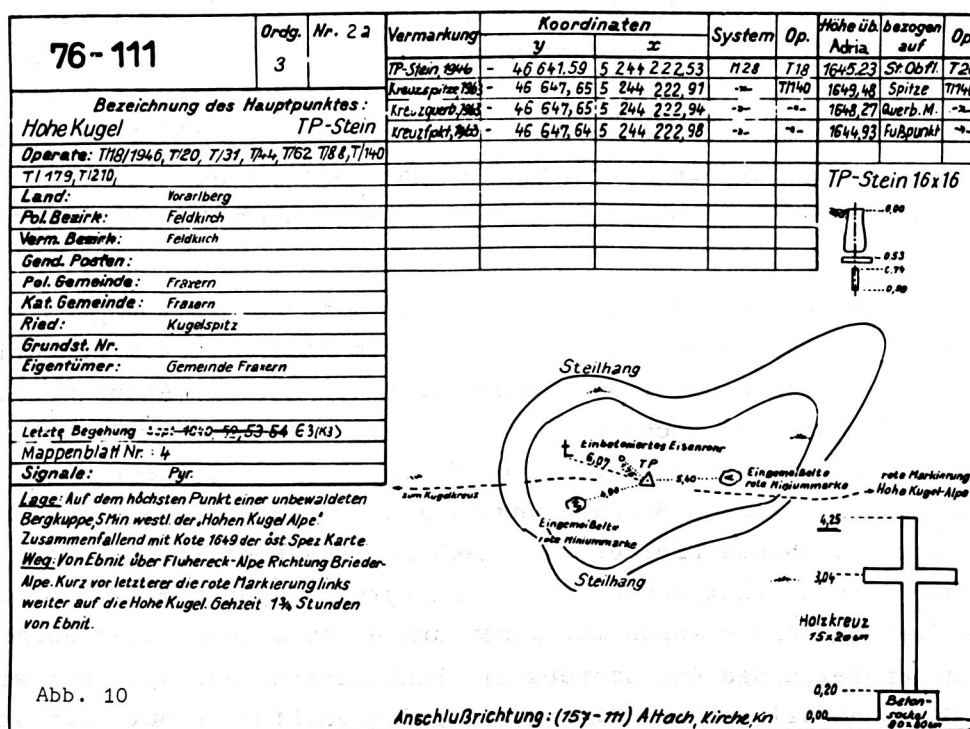 76-111
Ordg. Nr. 2a
3
Bezeichnung des Hauptpunktes:
Hohe Kugel TP-Stein
Operate: T/18/1946, T/20, T/31, T/44, T/62 T/88, T/140
T/179, T/210,
Land: Vorarlberg
Pol. Bezirk: Feldkirch
Verm. Bezirk: Feldkirch
Gend. Posten:
Pol. Gemeinde: Fraxern
Kat. Gemeinde: Fraxern
Ried: Kugelspitz
Grundst. Nr.
Eigentümer: Gemeinde Fraxern
Letzte Begehung 59, 53 64 E3(K3)
Mappenblatt Nr.: 4
Signale: Pyr.
Lage: Auf dem höchsten Punkt einer unbewaldeten
Bergkuppe, 5 Min westl. der „Hohen Kugel Alpe."
Zusammenfallend mit Kote 1649 der öst Spez Karte.
Weg: Von Ebnit über Fluhereck-Alpe Richtung Brieder-
Alpe. Kurz vor letzterer die rote Markierung links
weiter auf die Hohe Kugel. Gehzeit 1¾ Stunden
von Ebnit.
Abb. 10
Vermarkung Koordinaten System Op. Höhe üb. bezogen Op
y x Adria auf
TP-Stein, 1946 - 46 641.59 5 244 222,53 M28 T18 1645.23 St. Obfl.
Kreuzspitze 1963 - 46 647,65 5 244 222,91 -"- T/140 1649,48 Spitze
Kreuzquerb. 1963 - 46 647,65 5 244 222,94 -"- -"- 1648,27 Querb. M. -"-
Kreuzfpkt, 1963 - 46 647,64 5 244 222,98 -"- -"- 1644,93 Fußpunkt -"-
TP-Stein 16x16
0,00
0,53
Steilhang
Einbetoniertes Eisenrohr
6,07 TP
5,40 Eingemeißelte
rote Miniummarke
zum Kugelkreuz
rote Markierung
Hohe Kugel-Alpe
4,00
Eingemeißelte
rote Miniummarke
Steilhang
4,25
3,04
Holzkreuz
15x20cm
0,20
0,00
Beton-
sockel
80x80cm
Anschlußrichtung: (157-111) Altach, Kirche, Kn